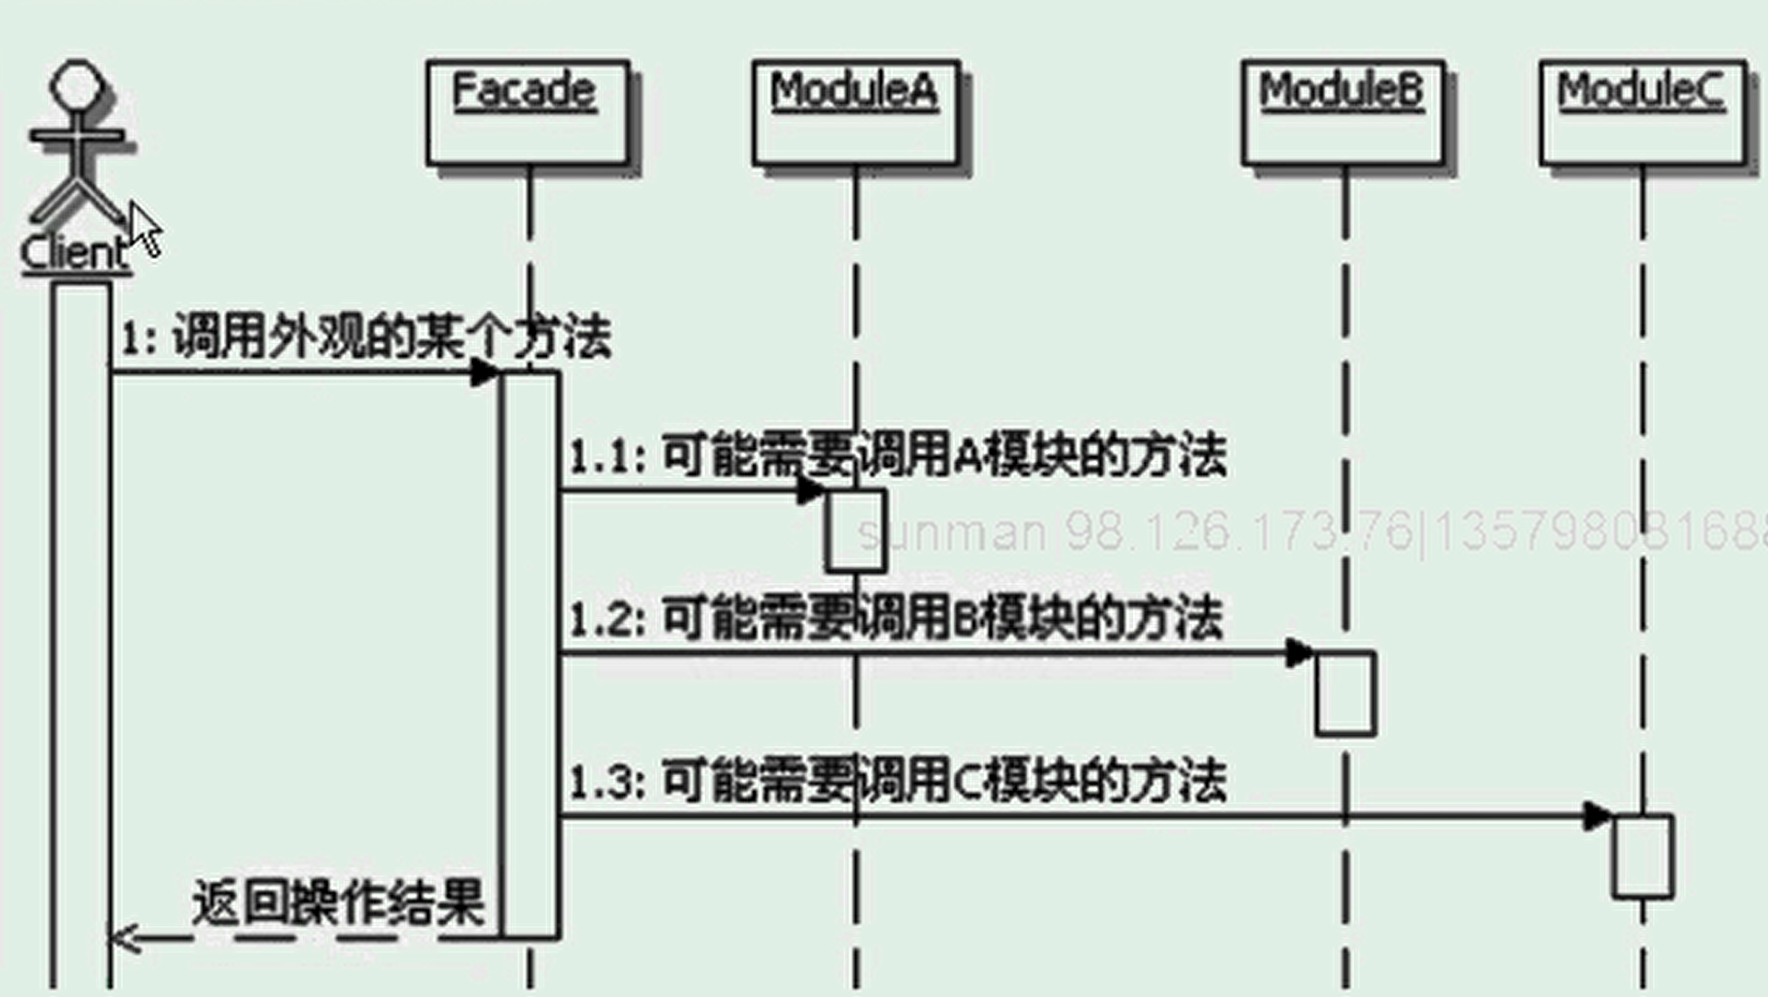 Facade
ModuleA
ModuleB
ModuleC
Client
1: 调用外观的某个方法
1.1: 可能需要调用A模块的方法
sunman 98.126.173.76|135798081688
1.2: 可能需要调用B模块的方法
1.3: 可能需要调用C模块的方法
返回操作结果